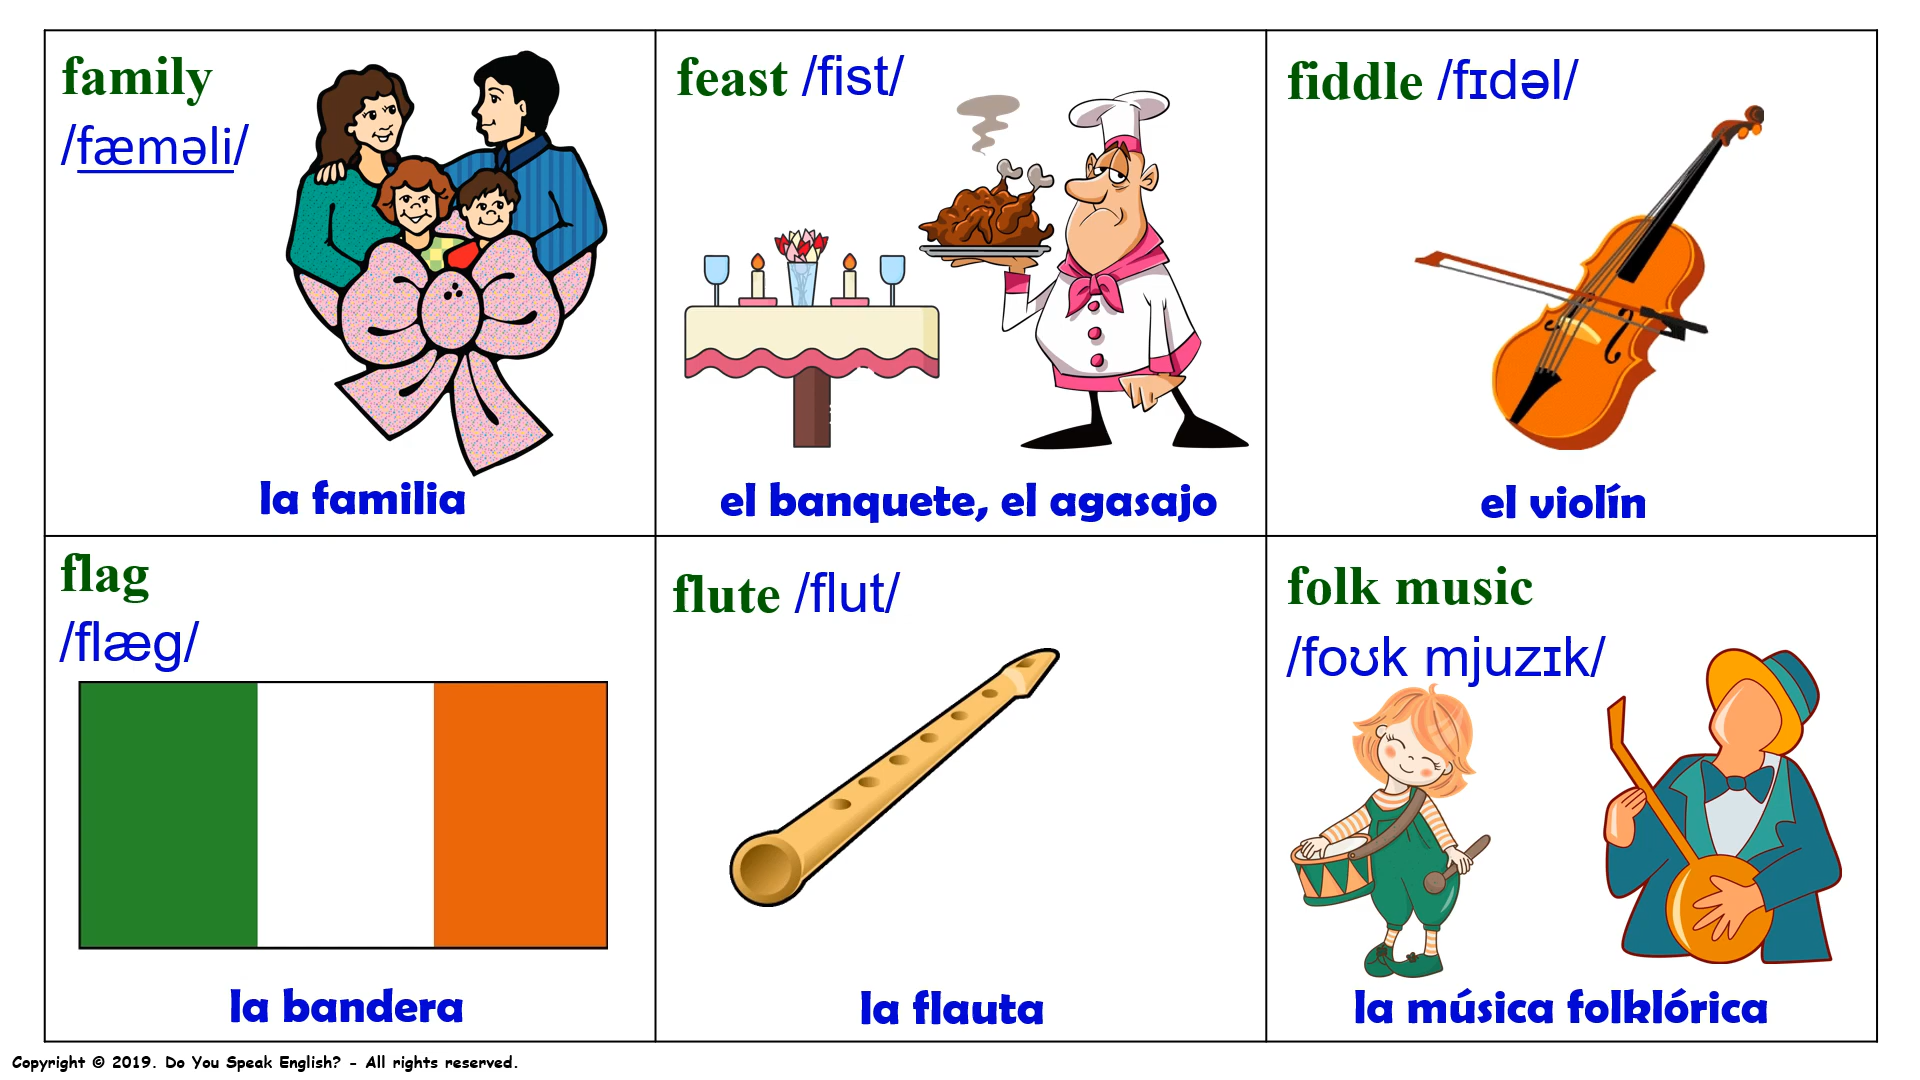 family
/fæməli/
la familia
feast /fist/
el banquete, el agasajo
fiddle /fɪdəl/
el violín
flag
/flæg/
la bandera
flute /flut/
la flauta
folk music
/foʊk mjuzɪk/
la música folklórica
Copyright © 2019. Do You Speak English? - All rights reserved.